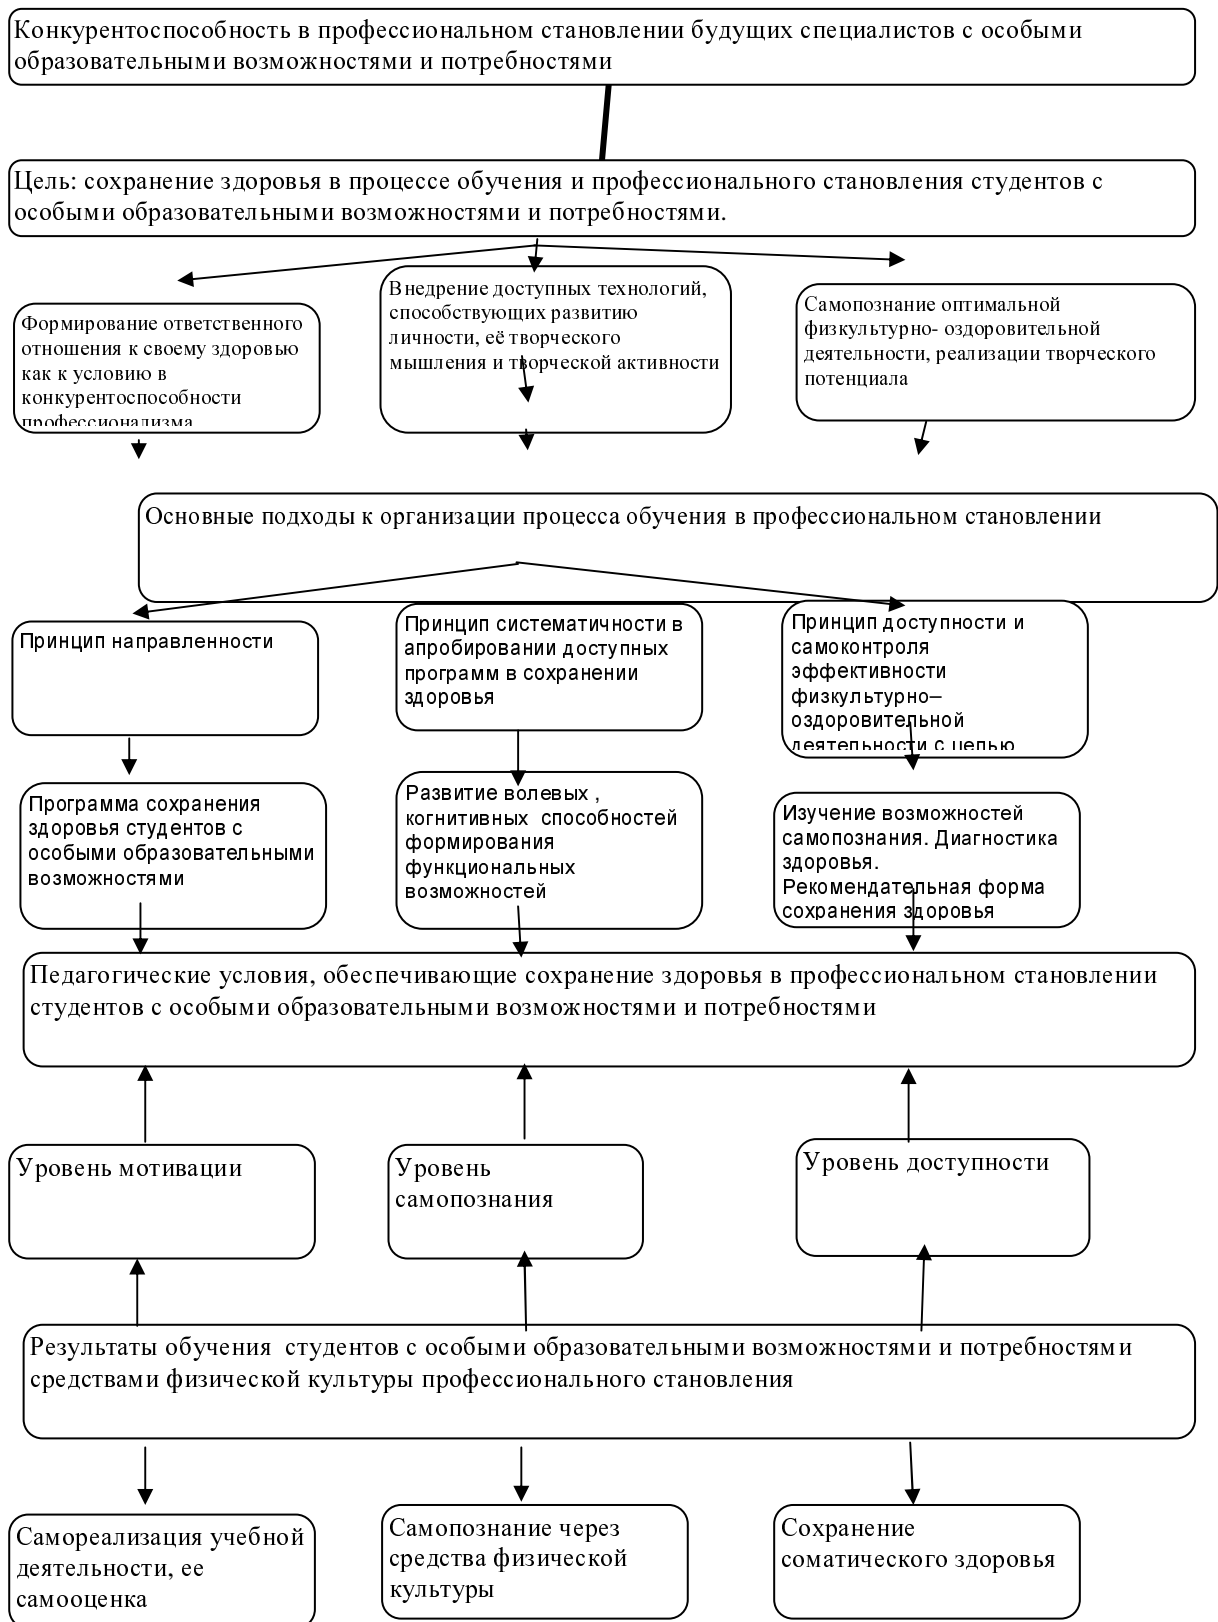 Конкурентоспособность в профессиональном становлении будущих специалистов с особыми
образовательными возможностями и потребностями
Цель: сохранение здоровья в процессе обучения и профессионального становления студентов с
особыми образовательными возможностями и потребностями.
Формирование ответственного
отношения к своему здоровью
как к условию в
конкурентоспособности
профессионализма
Внедрение доступных технологий,
способствующих развитию
личности, её творческого
мышления и творческой активности
Самопознание оптимальной
физкультурно- оздоровительной
деятельности, реализации творческого
потенциала
Основные подходы к организации процесса обучения в профессиональном становлении
Принцип направленности
Принцип систематичности в
апробировании доступных
программ в сохранении
здоровья
Принцип доступности и
самоконтроля
эффективности
физкультурно–
оздоровительной
деятельности с целью
Программа сохранения
здоровья студентов с
особыми образовательными
возможностями
Развитие волевых ,
когнитивных  способностей
формирования
функциональных
возможностей
Изучение возможностей
самопознания. Диагностика
здоровья.
Рекомендательная форма
сохранения здоровья
Педагогические условия, обеспечивающие сохранение здоровья в профессиональном становлении
студентов с особыми образовательными возможностями и потребностями
Уровень мотивации
Уровень
самопознания
Уровень доступности
Результаты обучения  студентов с особыми образовательными возможностями и потребностями
средствами физической культуры профессионального становления
Самореализация учебной
деятельности, ее
самооценка
Самопознание через
средства физической
культуры
Сохранение
соматического здоровья